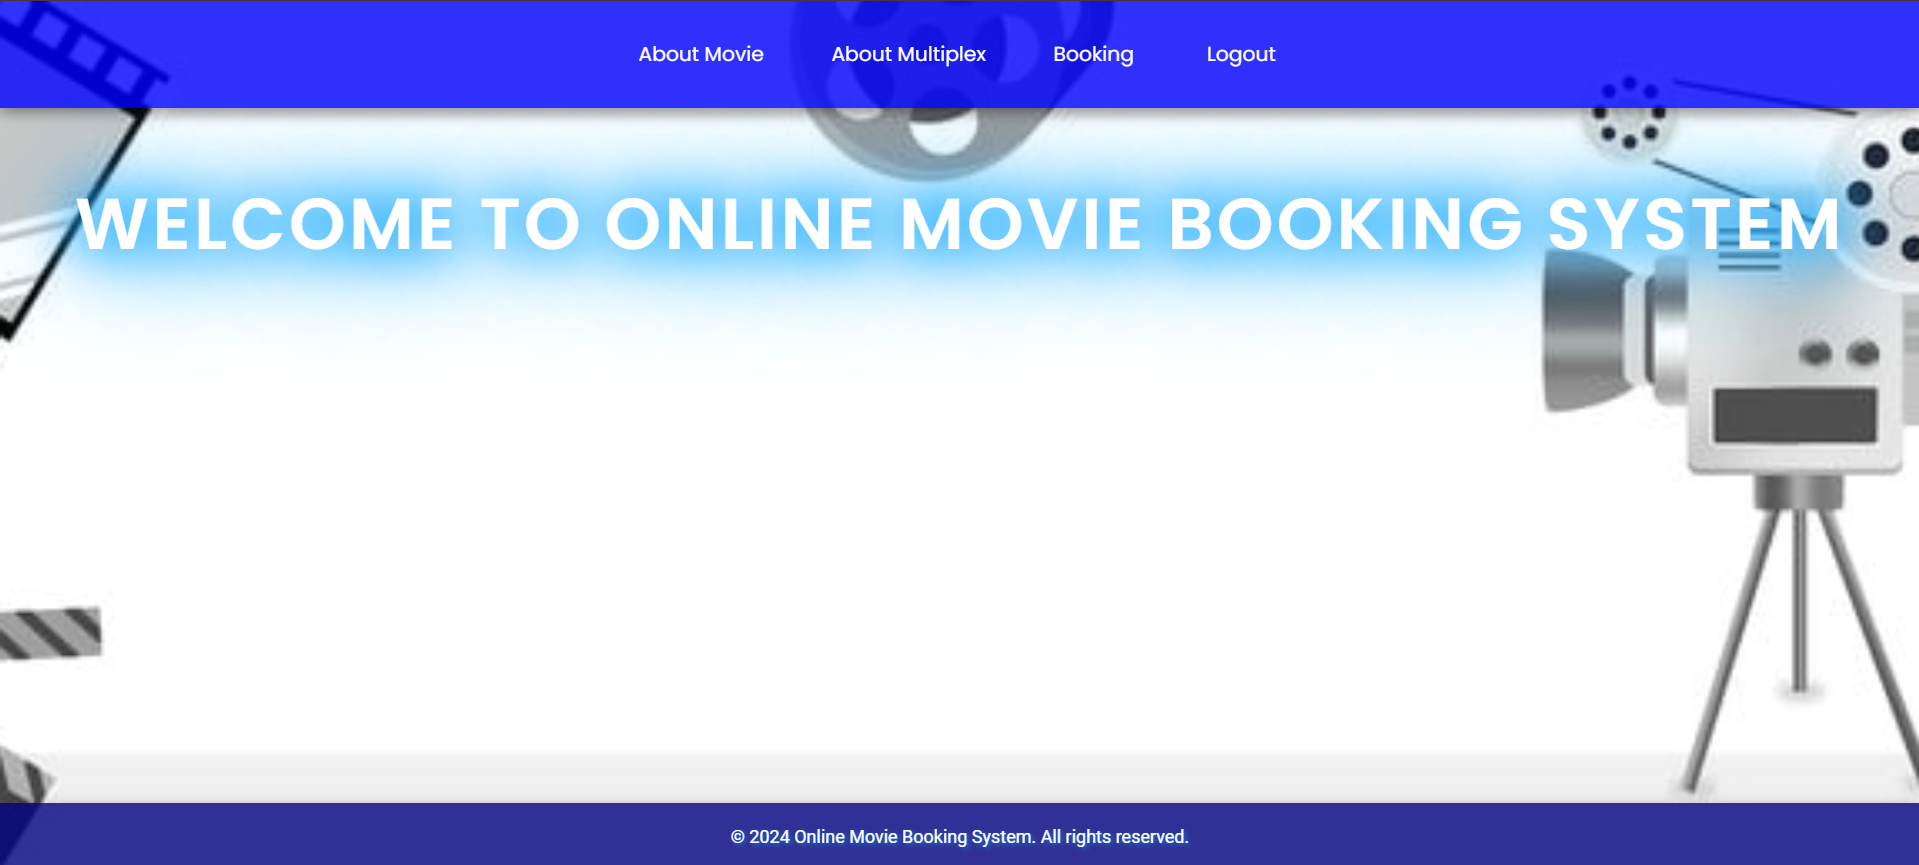 About Movie About Multiplex Booking Logout
WELCOME TO ONLINE MOVIE BOOKING SYSTEM
© 2024 Online Movie Booking System. All rights reserved.